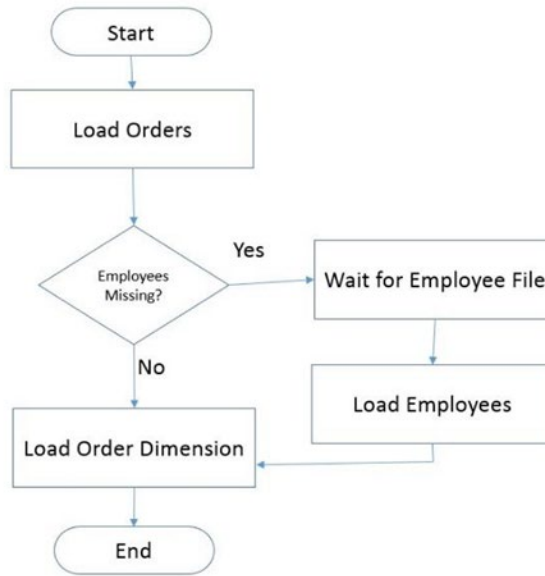 Start
Load Orders
Employees
Missing?
Yes
Wait for Employee File
No
Load Employees
Load Order Dimension
End